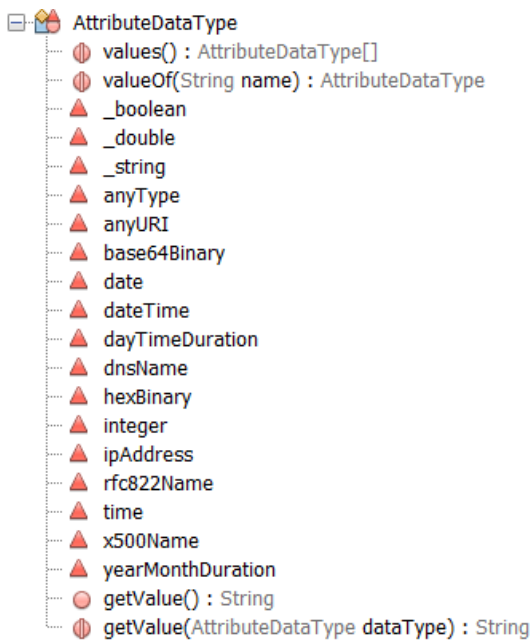 AttributeDataType
values() : AttributeDataType[]
valueOf(String name) : AttributeDataType
_boolean
_double
_string
anyType
anyURI
base64Binary
date
dateTime
dayTimeDuration
dnsName
hexBinary
integer
ipAddress
rfc822Name
time
x500Name
yearMonthDuration
getValue() : String
getValue(AttributeDataType dataType) : String